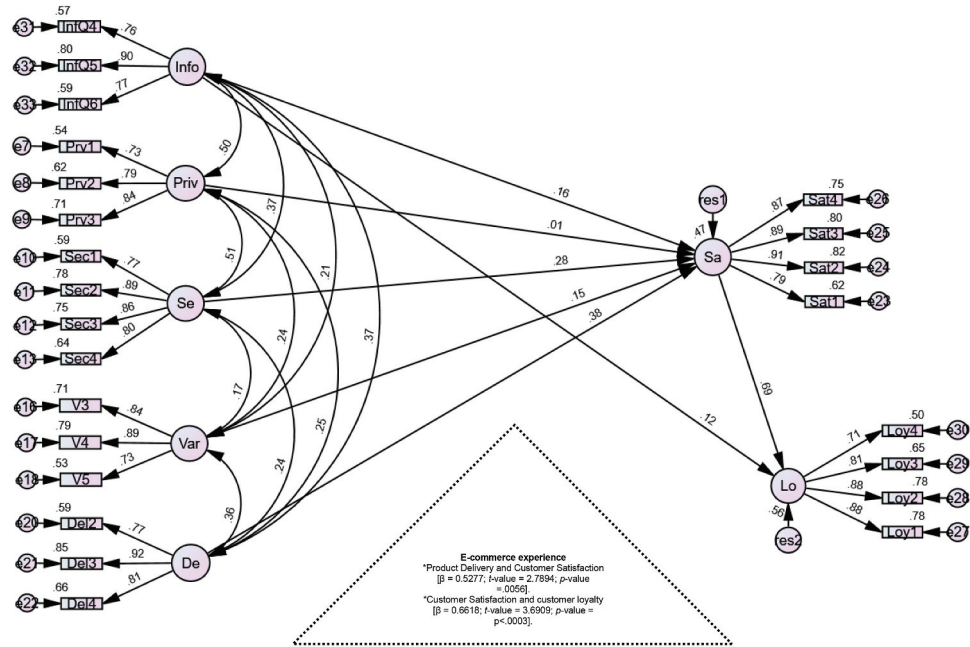 .57
e31 InfQ4 .76
.80
e32 InfQ5 .90 Info
.59
e33 InfQ6 .77
.54
e7 Prv1 .73
.62
e8 Prv2 .79 Priv
.71
e9 Prv3 .84
.59
e10 Sec1 .77
.78
e11 Sec2 .89 Se
.75
e12 Sec3 .86
.64
e13 Sec4 .80
.71
e16 V3 .84
.79
e17 V4 .89 Var
.53
e18 V5 .73
.59
e20 Del2 .77
.85
e21 Del3 .92 De
.66
e22 Del4 .81
.50
.37
.51
.21
.24
.37
.17
.25
.24
.36
.16
.01
.28
.15
.38
.12
.69
res1
.47
Sa
.75
.87 Sat4 e26
.80
.89 Sat3 e25
.82
.91 Sat2 e24
.62
.79 Sat1 e23
Lo
.56
res2
.50
.71 Loy4 e30
.65
.81 Loy3 e29
.78
.88 Loy2 e28
.78
.88 Loy1 e27
E-commerce experience
*Product Delivery and Customer Satisfaction
[β = 0.5277; t-value = 2.7894; p-value
=.0056].
*Customer Satisfaction and customer loyalty
[β = 0.6618; t-value = 3.6909; p-value =
p<.0003].